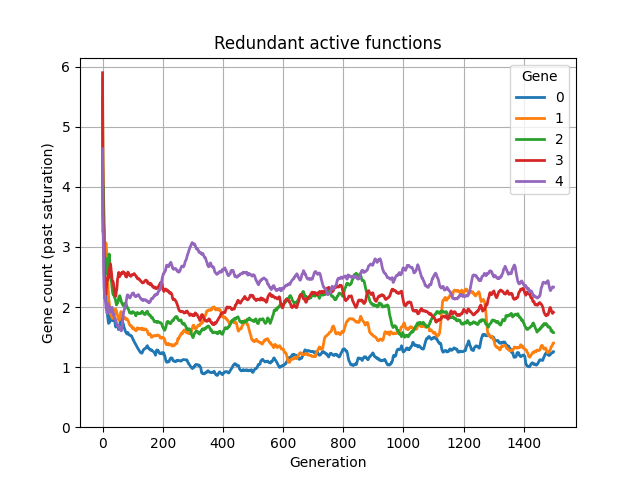 Redundant active functions
Gene count (past saturation)
6
5
4
3
2
1
0
Gene
0
1
2
3
4
0 200 400 600 800 1000 1200 1400
Generation